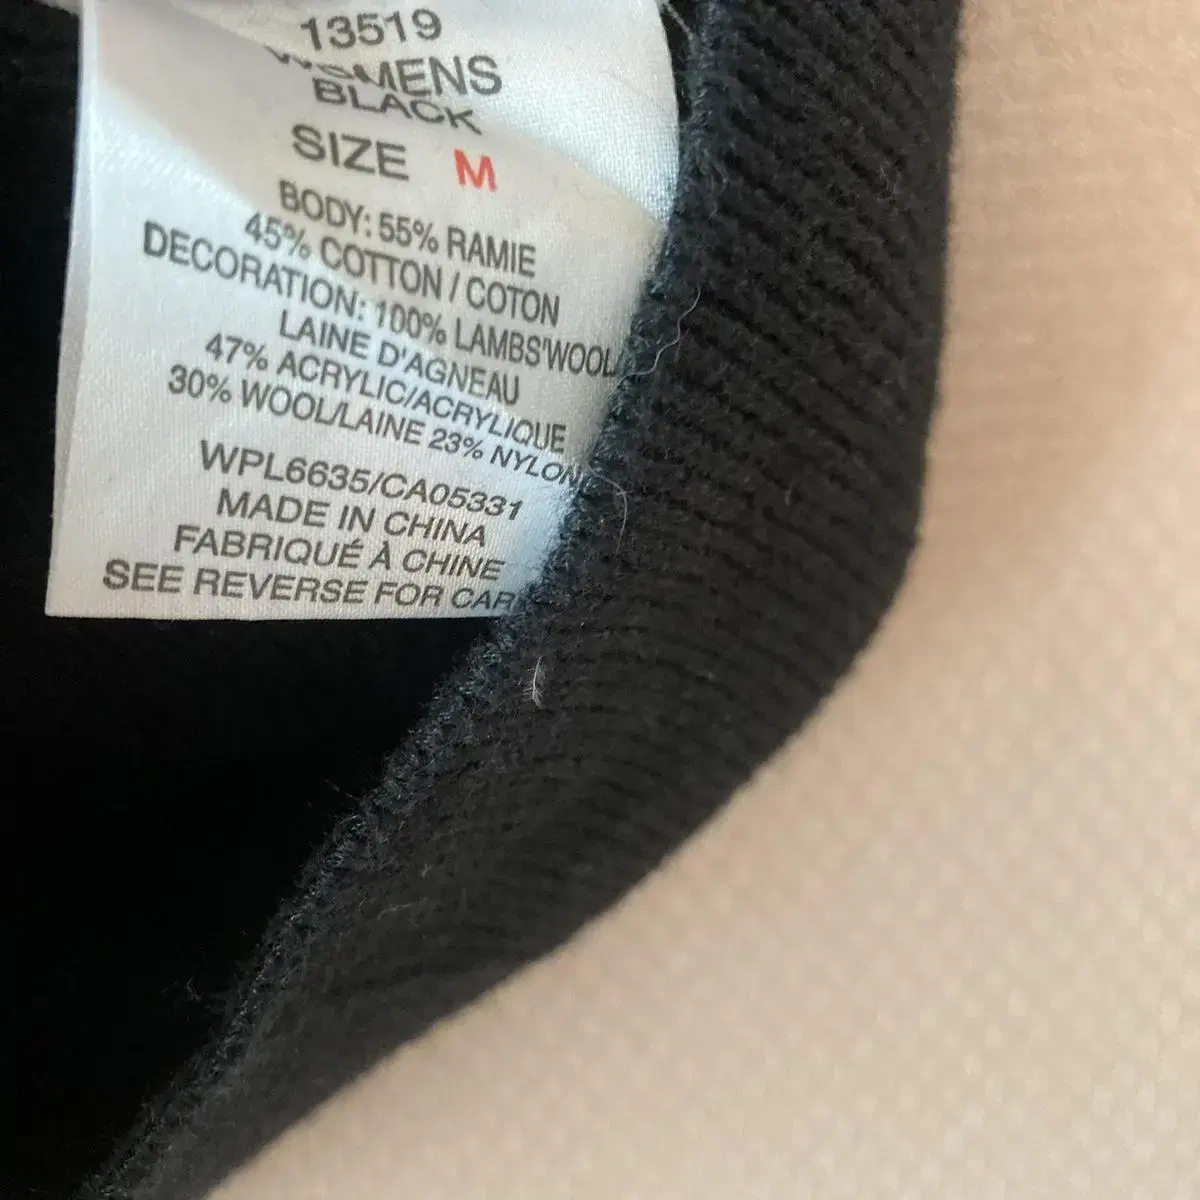 13519
WOMENS
BLACK
SIZE M
BODY: 55% RAMIE
45% COTTON / COTON
DECORATION: 100% LAMBS'WOOL
LAINE D'AGNEAU
47% ACRYLIC/ACRYLIQUE
30% WOOL/LAINE 23% NYLON
WPL6635/CA05331
MADE IN CHINA
FABRIQUÉ À CHINE
SEE REVERSE FOR CAR